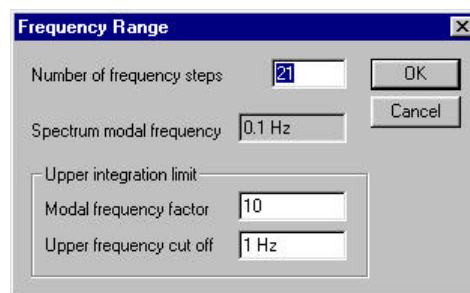 Frequency Range
Number of frequency steps 21 OK
Cancel
Spectrum modal frequency 0.1 Hz
Upper integration limit
Modal frequency factor 10
Upper frequency cut off 1 Hz